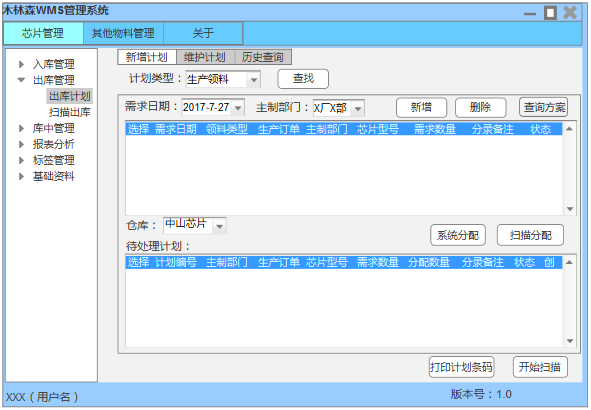 木林森WMS管理系统
芯片管理 其他物料管理 关于
新增计划 维护计划 历史查询
入库管理
出库管理
出库计划
扫描出库
库中管理
报表分析
标签管理
基础资料
计划类型： 生产领料 查找
需求日期： 2017-7-27 主制部门： X厂X部 新增 删除 查询方案
选择 需求日期 领料类型 生产订单 主制部门 芯片型号 需求数量 分录备注 状态
仓库： 中山芯片 系统分配 扫描分配
待处理计划：
选择 计划编号 主制部门 生产订单 芯片型号 需求数量 分配数量 分录备注 状态 创
打印计划条码 开始扫描
XXX（用户名） 版本号：1.0